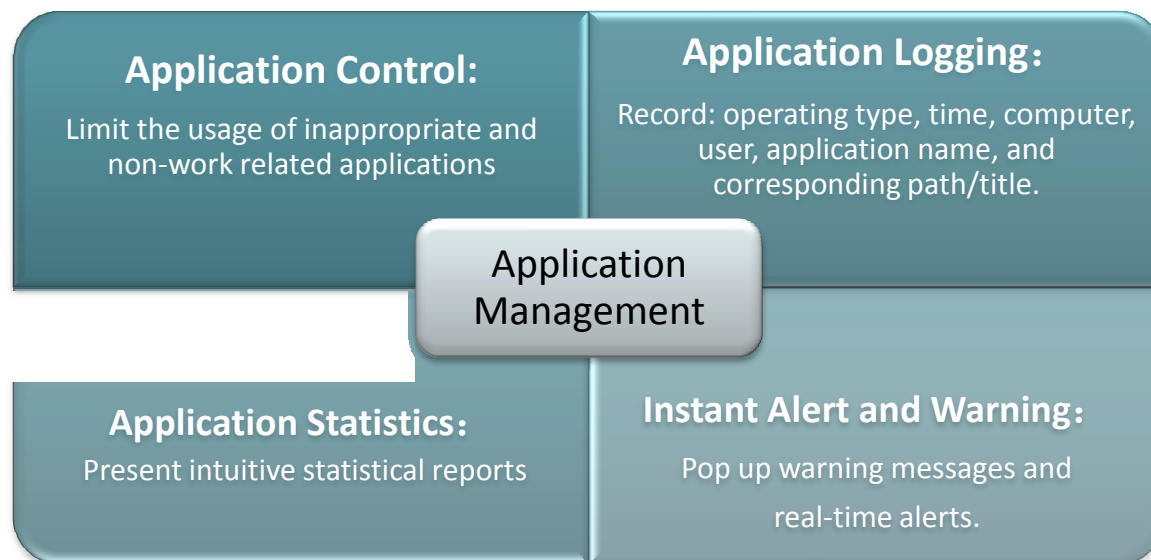 Application Control:
Limit the usage of inappropriate and
non-work related applications
Application Logging：
Record: operating type, time, computer,
user, application name, and
corresponding path/title.
Application
Management
Application Statistics：
Present intuitive statistical reports
Instant Alert and Warning：
Pop up warning messages and
real-time alerts.